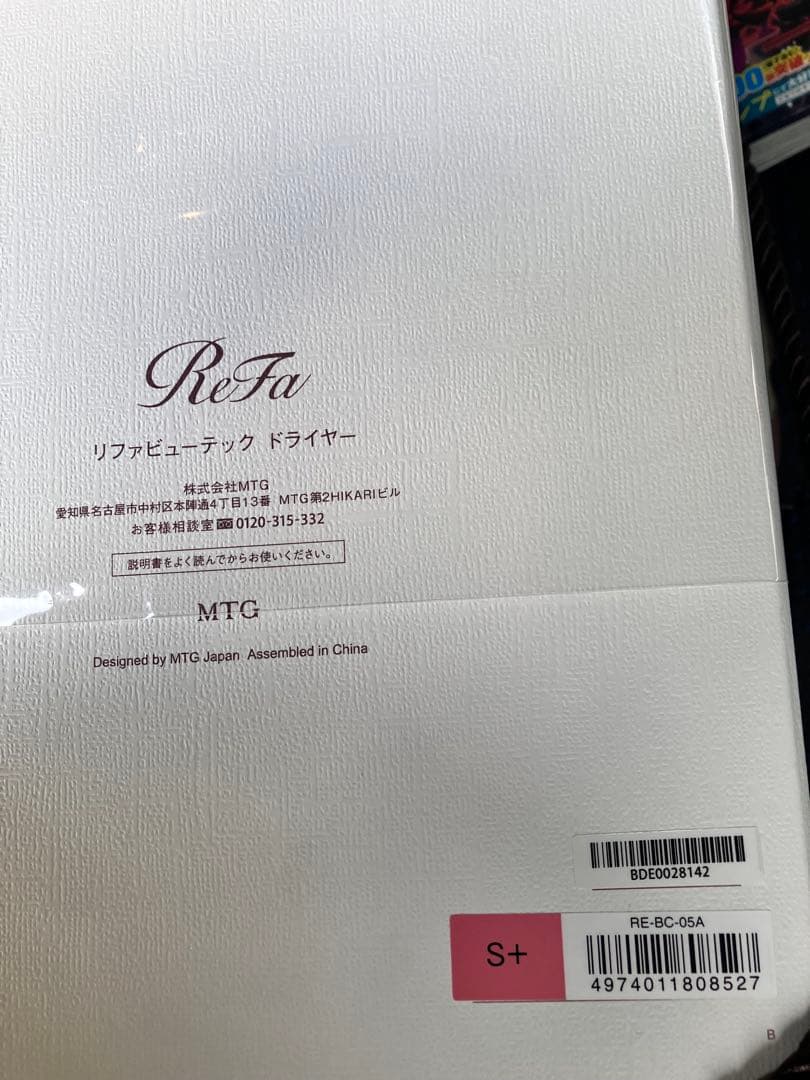 00
突破
ReFa
リファビューテック ドライヤー
株式会社MTG
愛知県名古屋市中村区本陣通4丁目13番 MTG第2HIKARIビル
お客様相談室 0120-315-332
説明書をよく読んでからお使いください。
MTG
Designed by MTG Japan Assembled in China
BDE0028142
S+
RE-BC-05A
4974011808527
B